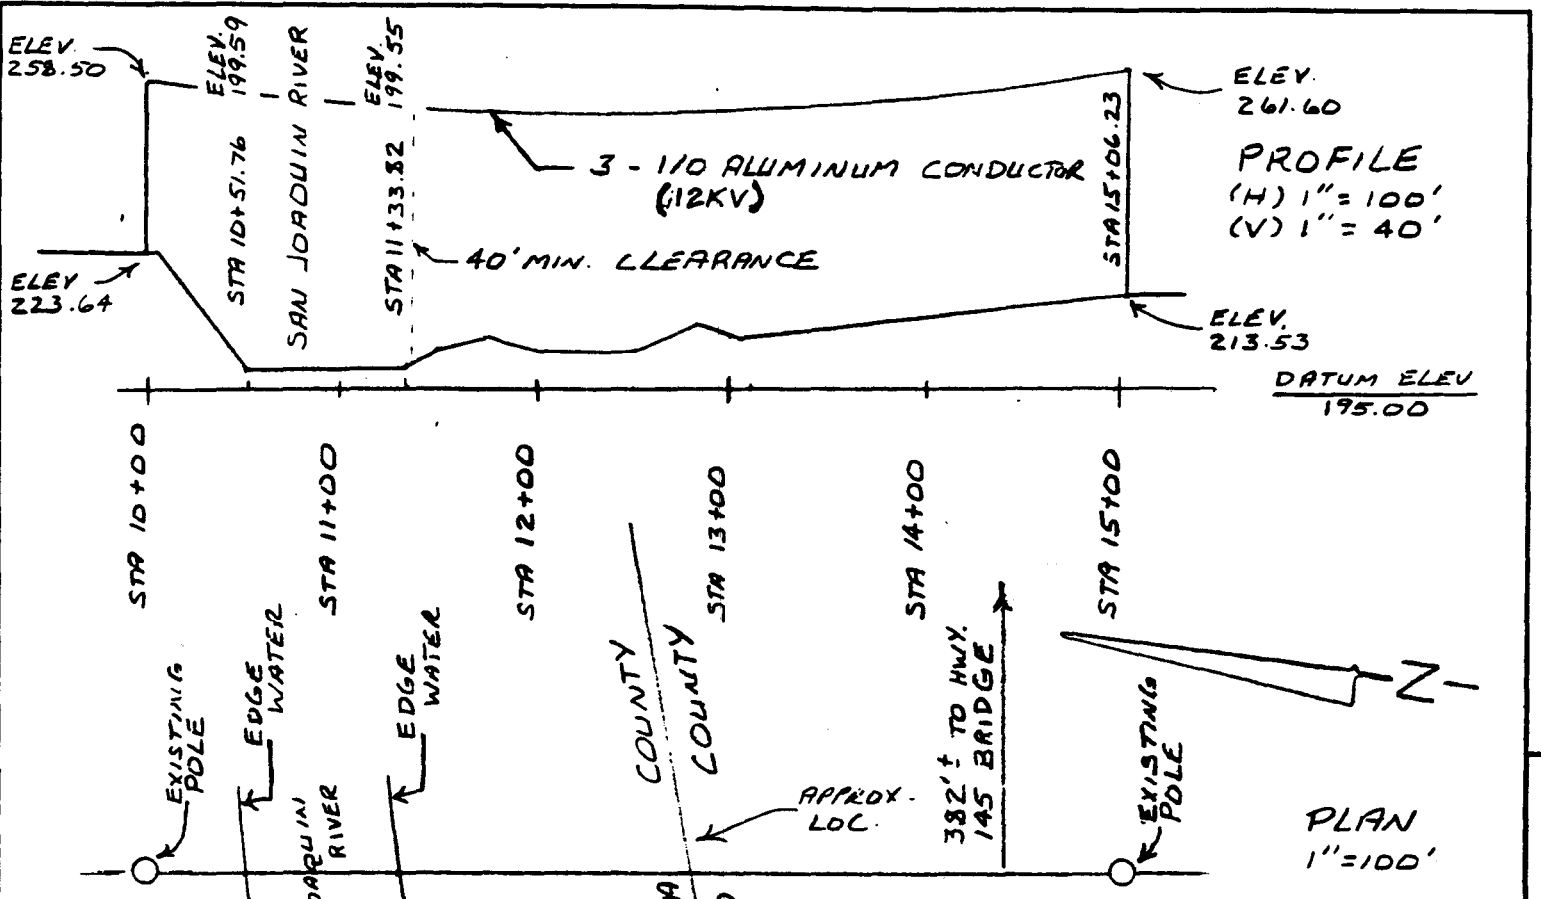 ELEV.
258.50
ELEV.
199.59
SAN JOAQUIN RIVER
ELEV.
199.55
ELEV.
261.60
STA 10+51.76
STA 11+33.82
3 - 1/0 ALUMINUM CONDUCTOR
(12KV)
STA 15+06.23
PROFILE
(H) 1"=100'
(V) 1"=40'
40' MIN. CLEARANCE
ELEV
223.64
ELEV.
213.53
DATUM ELEV
195.00
STA 10+00
STA 11+00
STA 12+00
STA 13+00
STA 14+00
STA 15+00
EXISTING
POLE
EDGE
WATER
RIVER
EDGE
WATER
COUNTY
COUNTY
APPROX.
LOC.
382'± TO HWY.
145 BRIDGE
EXISTING
POLE
N
PLAN
1"=100'